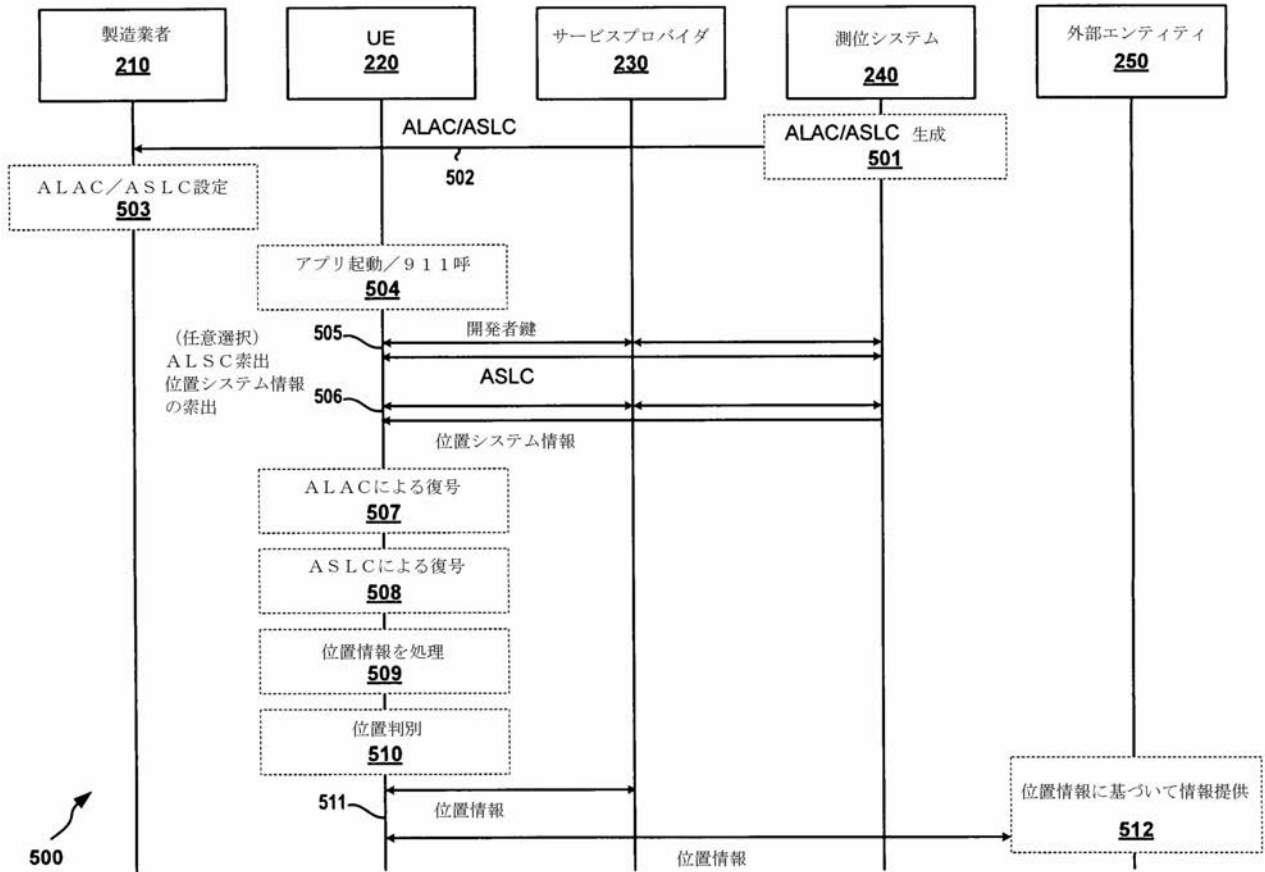 製造業者
210
UE
220
サービスプロバイダ
230
測位システム
240
外部エンティティ
250
ALAC/ASLC
502
ALAC/ASLC 生成
501
ALAC/ASLC設定
503
アプリ起動/911呼
504
(任意選択)
ALSC索出
位置システム情報
の索出
505
開発者鍵
ASLC
506
位置システム情報
ALACによる復号
507
ASLCによる復号
508
位置情報を処理
509
位置判別
510
511
位置情報
位置情報に基づいて情報提供
512
位置情報
500